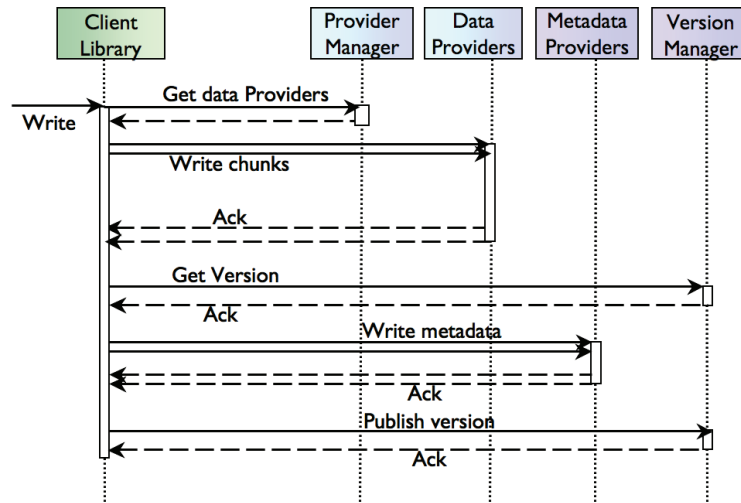 Client
Library
Provider
Manager
Data
Providers
Metadata
Providers
Version
Manager
Get data Providers
Write
Write chunks
Ack
Get Version
Ack
Write metadata
Ack
Publish version
Ack